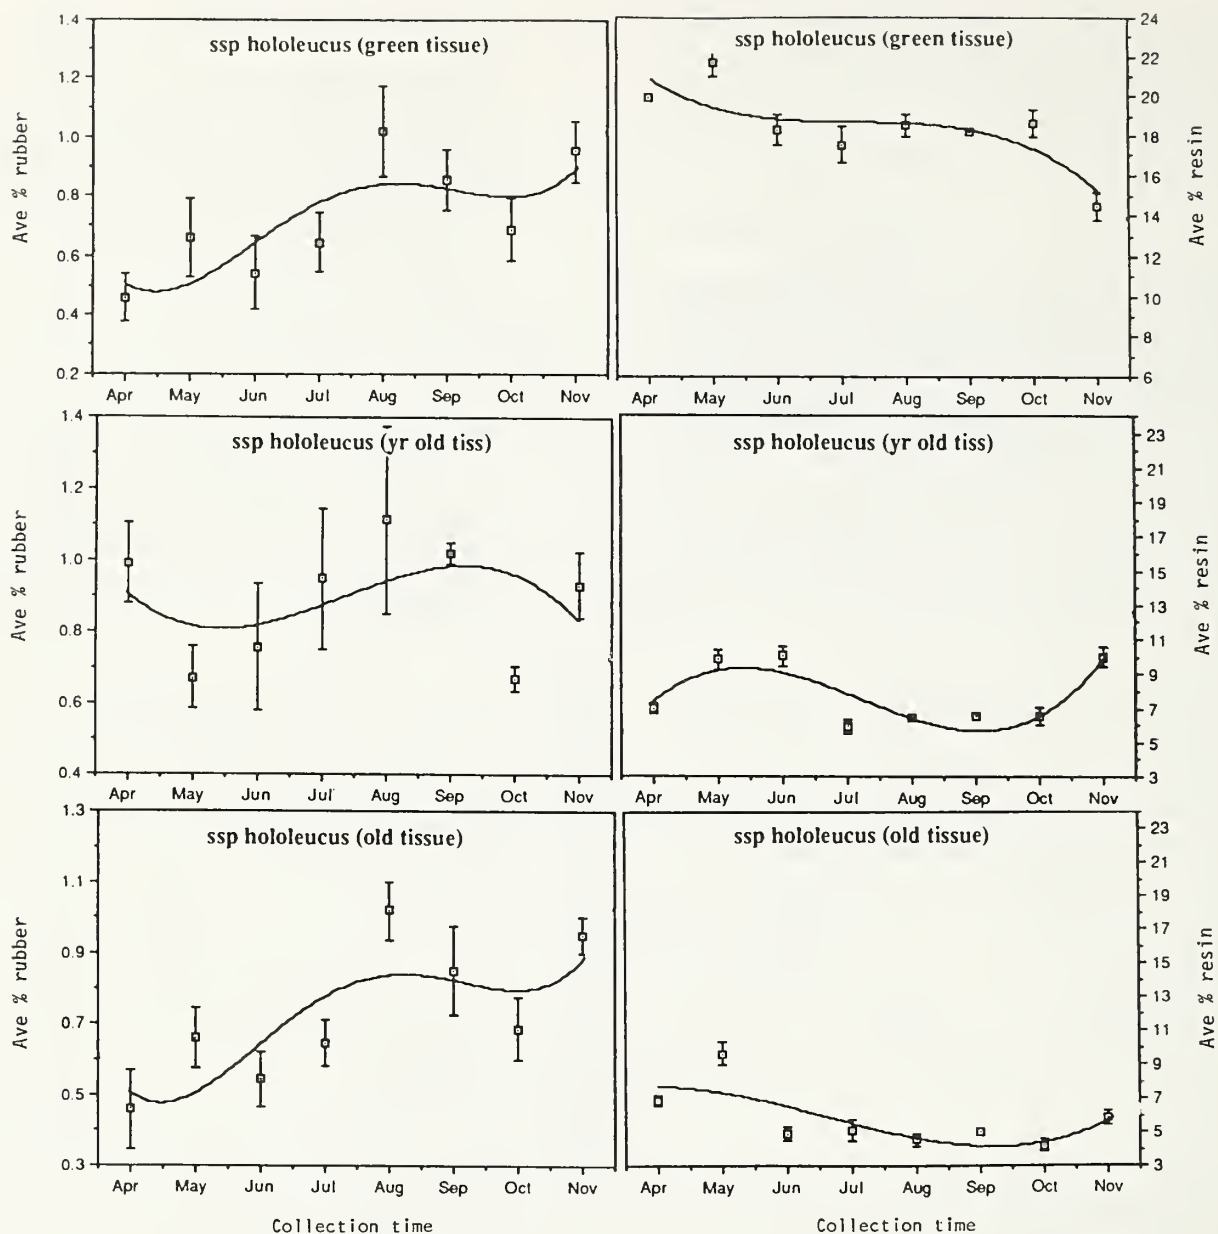 ssp hololeucus (green tissue)
Ave % rubber
1.4
1.2
1.0
0.8
0.6
0.4
0.2
Apr May Jun Jul Aug Sep Oct Nov
ssp hololeucus (green tissue)
24
22
20
18
16
14
12
10
8
6
Ave % resin
Apr May Jun Jul Aug Sep Oct Nov
ssp hololeucus (yr old tiss)
Ave % rubber
1.4
1.2
1.0
0.8
0.6
0.4
Apr May Jun Jul Aug Sep Oct Nov
ssp hololeucus (yr old tiss)
23
21
19
17
15
13
11
9
7
5
3
Ave % resin
Apr May Jun Jul Aug Sep Oct Nov
ssp hololeucus (old tissue)
Ave % rubber
1.3
1.1
0.9
0.7
0.5
0.3
Apr May Jun Jul Aug Sep Oct Nov
Collection time
ssp hololeucus (old tissue)
23
21
19
17
15
13
11
9
7
5
3
Ave % resin
Apr May Jun Jul Aug Sep Oct Nov
Collection time